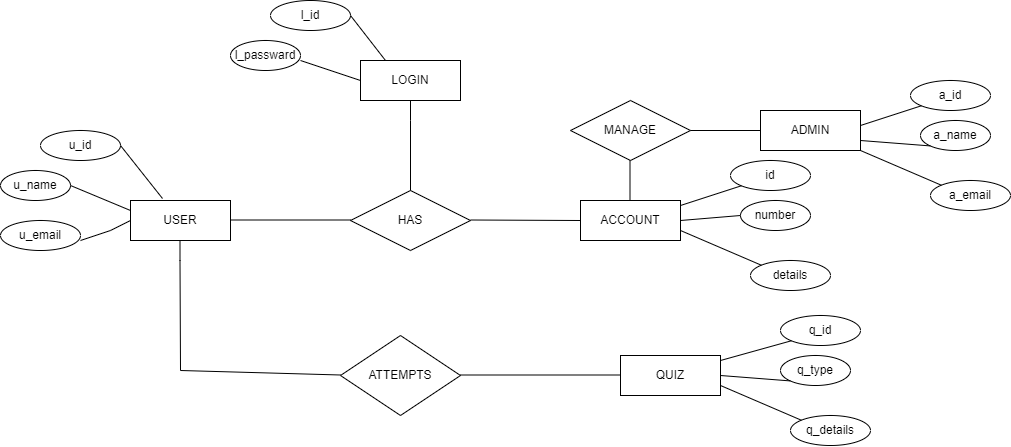 l_id
l_passward
LOGIN
a_id
MANAGE
ADMIN
a_name
u_id
id
u_name
a_email
USER
HAS
ACCOUNT
number
u_email
details
q_id
ATTEMPTS
QUIZ
q_type
q_details